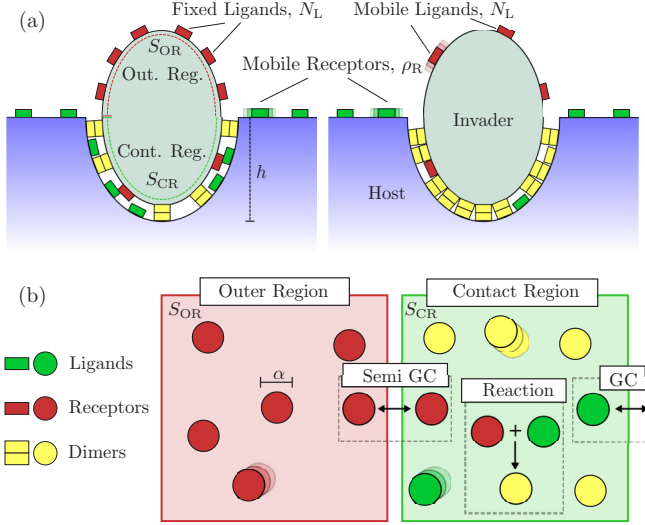 (a)
Fixed Ligands, N_L
Mobile Ligands, N_L
S_OR
Out. Reg.
Mobile Receptors, ρ_R
Cont. Reg.
S_CR
h
Invader
Host
(b)
Outer Region
Contact Region
S_OR
S_CR
Ligands
Receptors
Dimers
α
Semi GC
Reaction
GC
+